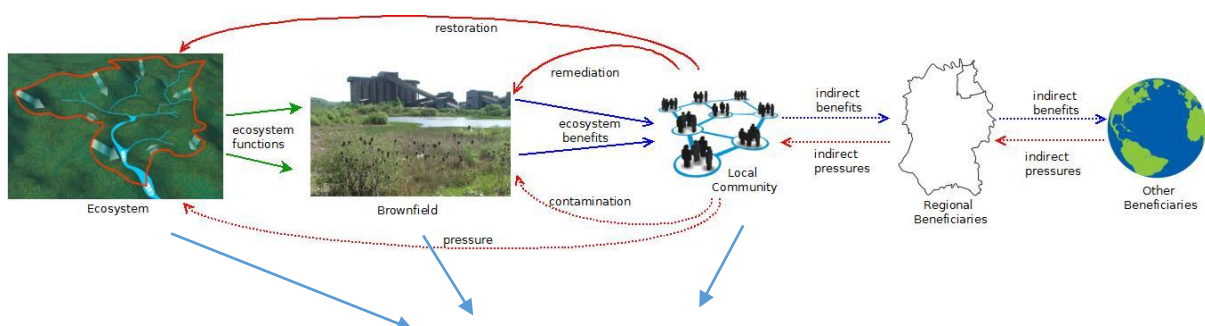 restoration
remediation
ecosystem
functions
ecosystem
benefits
indirect
benefits
indirect
benefits
indirect
pressures
indirect
pressures
Local
Community
contamination
Ecosystem
Brownfield
Regional
Beneficiaries
Other
Beneficiaries
pressure